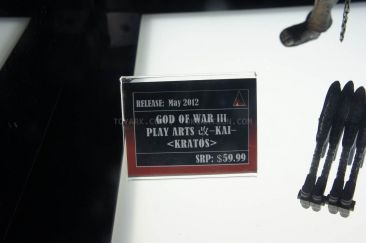 RELEASE: May 2012
GOD OF WAR III
PLAY ARTS 改-KAI-
<KRATOS>
SRP: $59.99